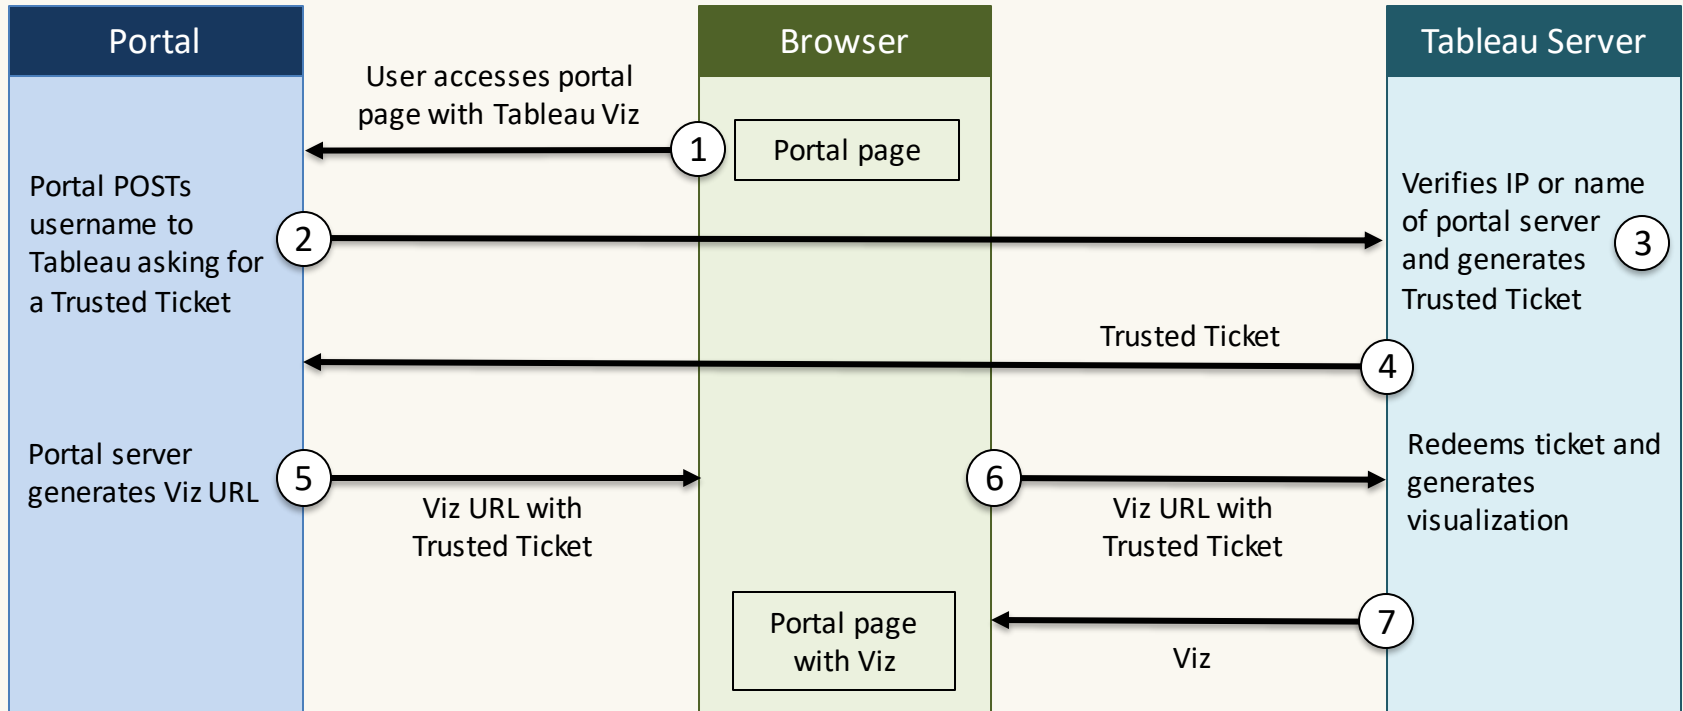 Portal
Browser
Tableau Server
User accesses portal
page with Tableau Viz
1
Portal page
Portal POSTs
username to
Tableau asking for
a Trusted Ticket
2
Verifies IP or name
of portal server
and generates
Trusted Ticket
3
Trusted Ticket
4
Portal server
generates Viz URL
5
Viz URL with
Trusted Ticket
6
Viz URL with
Trusted Ticket
Redeems ticket and
generates
visualization
Portal page
with Viz
7
Viz